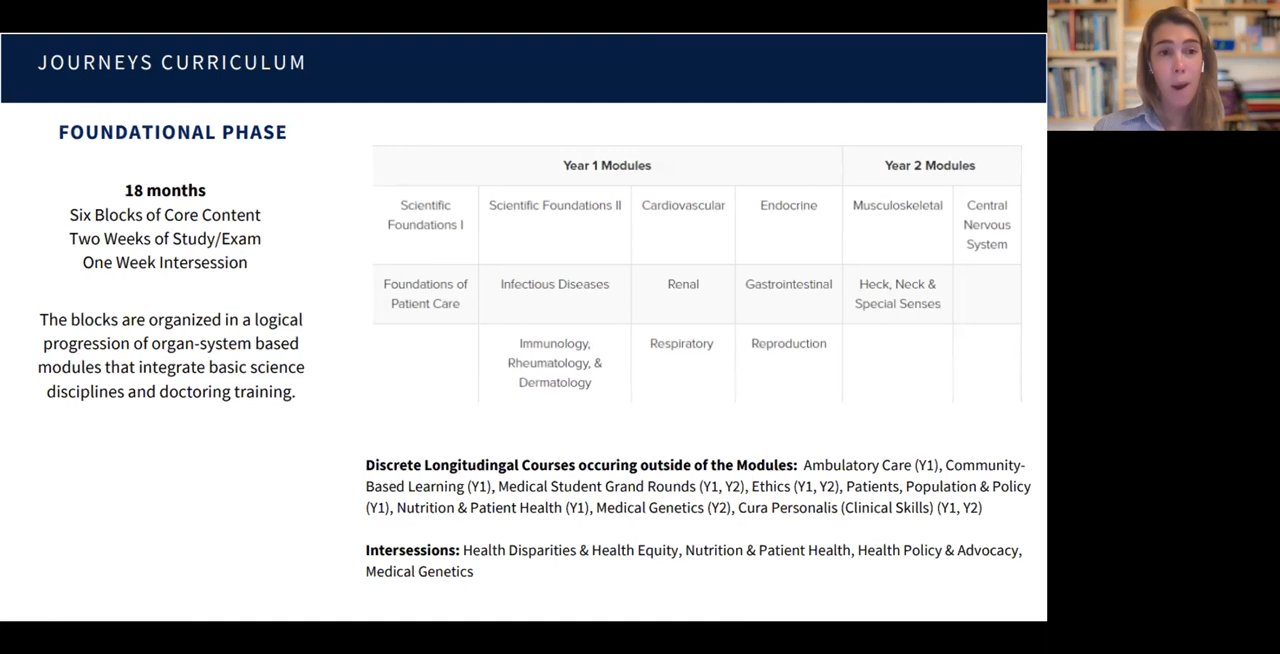 JOURNEYS CURRICULUM
FOUNDATIONAL PHASE
18 months
Six Blocks of Core Content
Two Weeks of Study/Exam
One Week Intersession
The blocks are organized in a logical
progression of organ-system based
modules that integrate basic science
disciplines and doctoring training.
Year 1 Modules
Year 2 Modules
Scientific
Foundations I
Scientific Foundations II
Cardiovascular
Endocrine
Musculoskeletal
Central
Nervous
System
Foundations of
Patient Care
Infectious Diseases
Renal
Gastrointestinal
Heck, Neck &
Special Senses
Immunology,
Rheumatology, &
Dermatology
Respiratory
Reproduction
Discrete Longitudingal Courses occuring outside of the Modules: Ambulatory Care (Y1), Community-
Based Learning (Y1), Medical Student Grand Rounds (Y1, Y2), Ethics (Y1, Y2), Patients, Population & Policy
(Y1), Nutrition & Patient Health (Y1), Medical Genetics (Y2), Cura Personalis (Clinical Skills) (Y1, Y2)
Intersessions: Health Disparities & Health Equity, Nutrition & Patient Health, Health Policy & Advocacy,
Medical Genetics